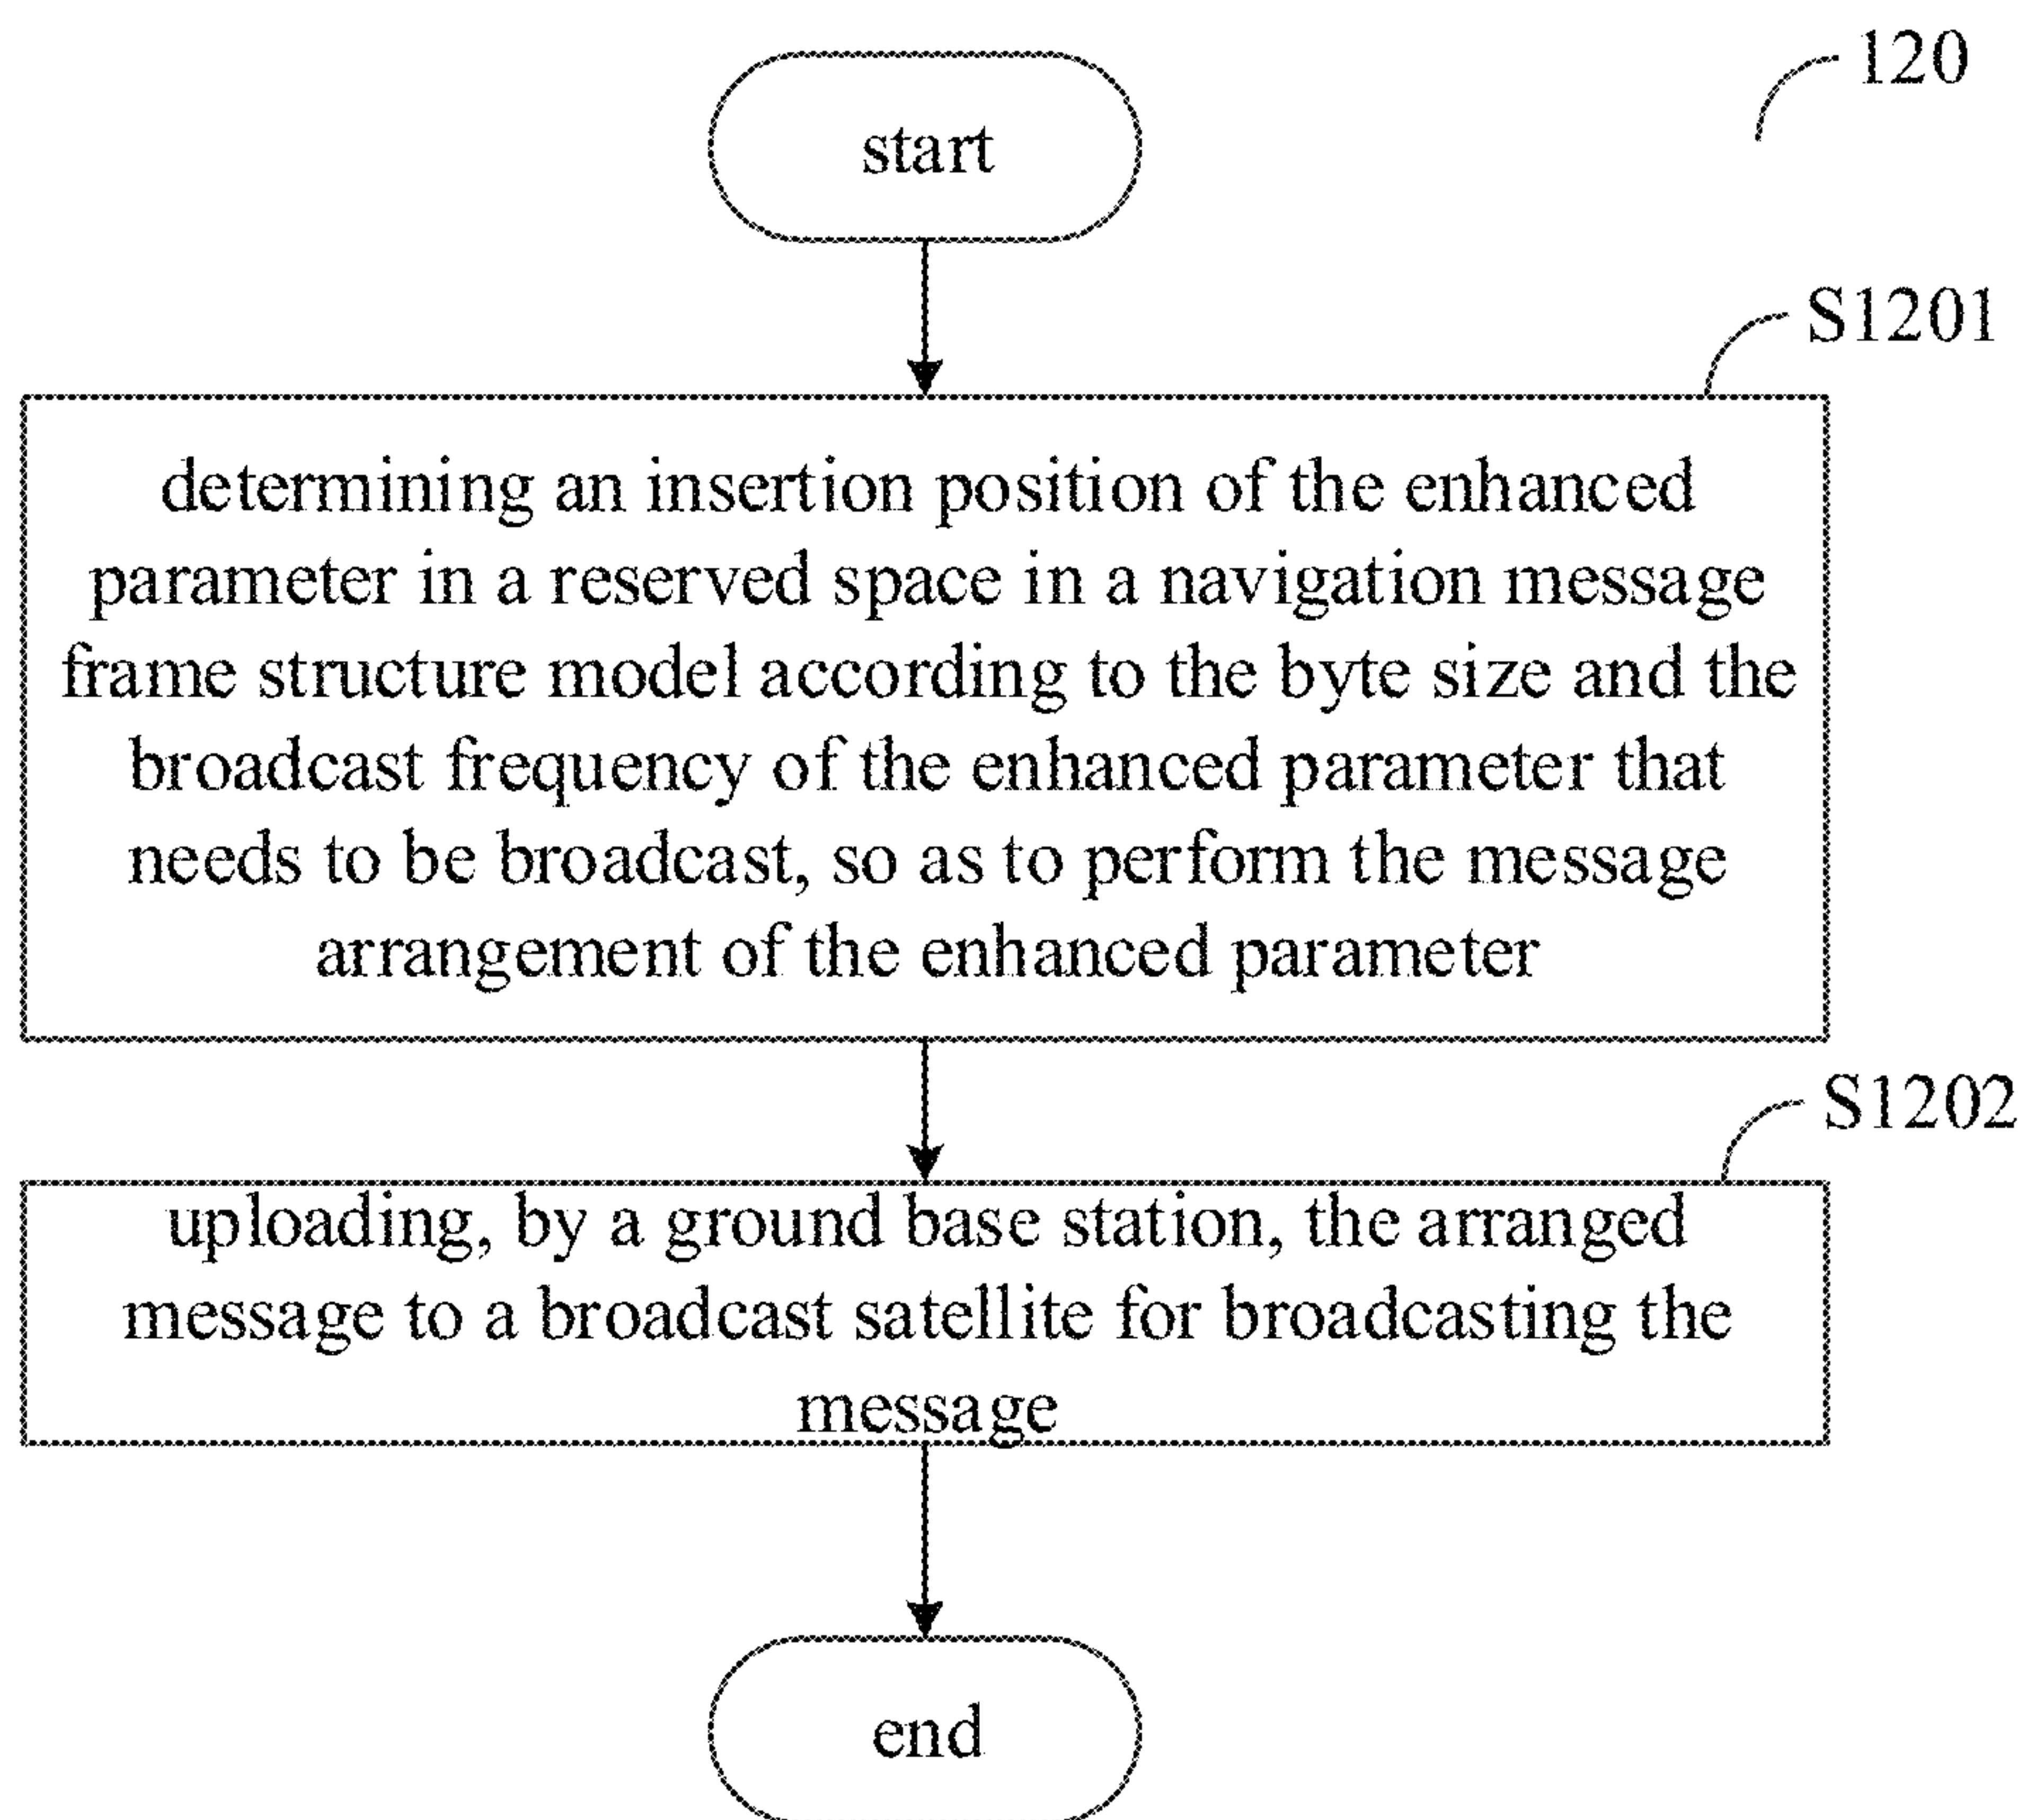 120
start
S1201
determining an insertion position of the enhanced
parameter in a reserved space in a navigation message
frame structure model according to the byte size and the
broadcast frequency of the enhanced parameter that
needs to be broadcast, so as to perform the message
arrangement of the enhanced parameter
S1202
uploading, by a ground base station, the arranged
message to a broadcast satellite for broadcasting the
message
end